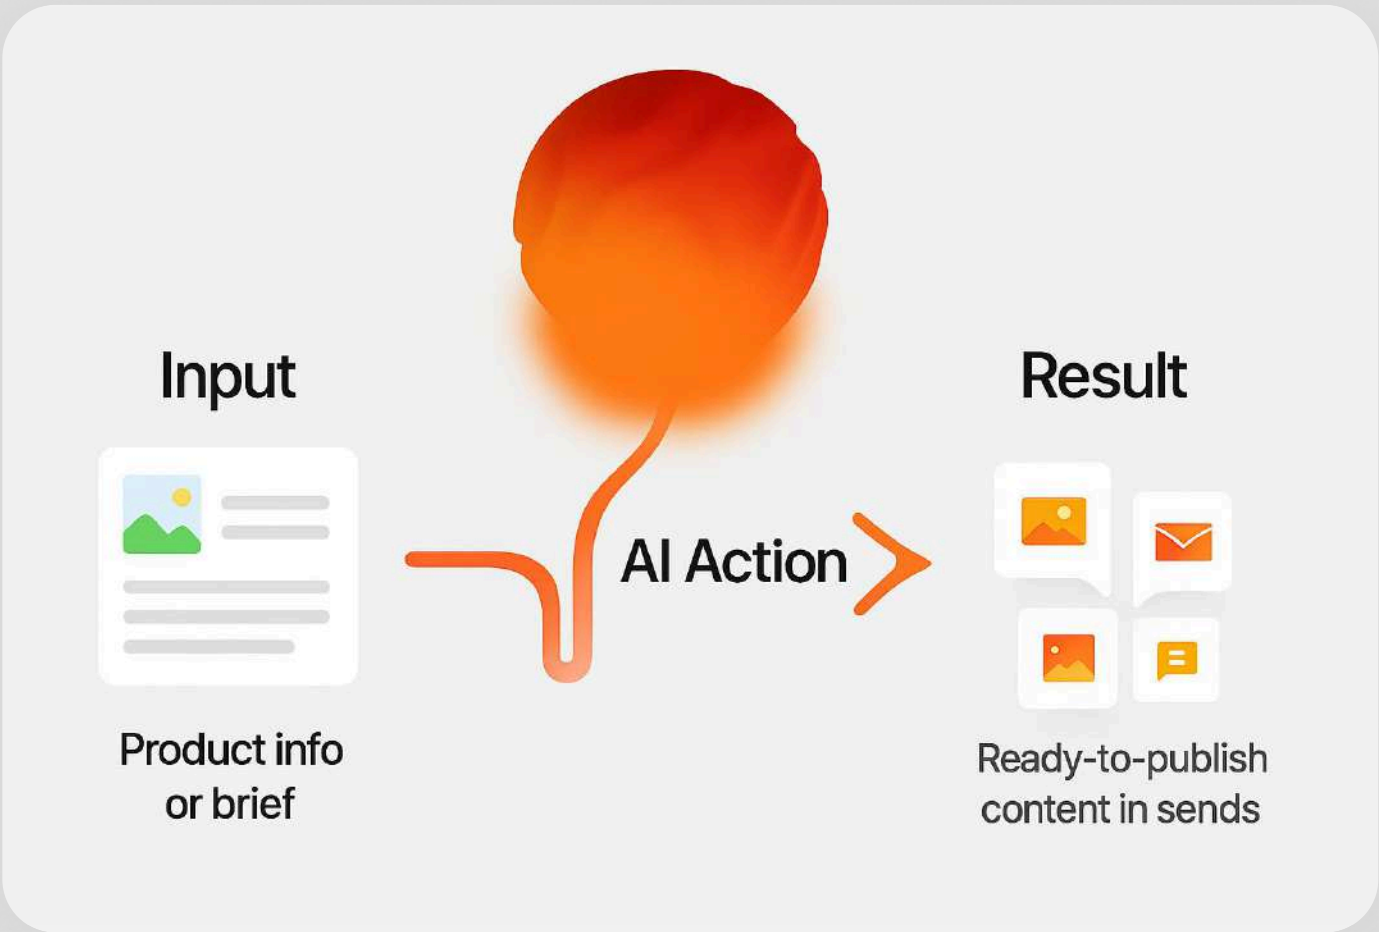 Input
Result
AI Action
Product info
or brief
Ready-to-publish
content in sends